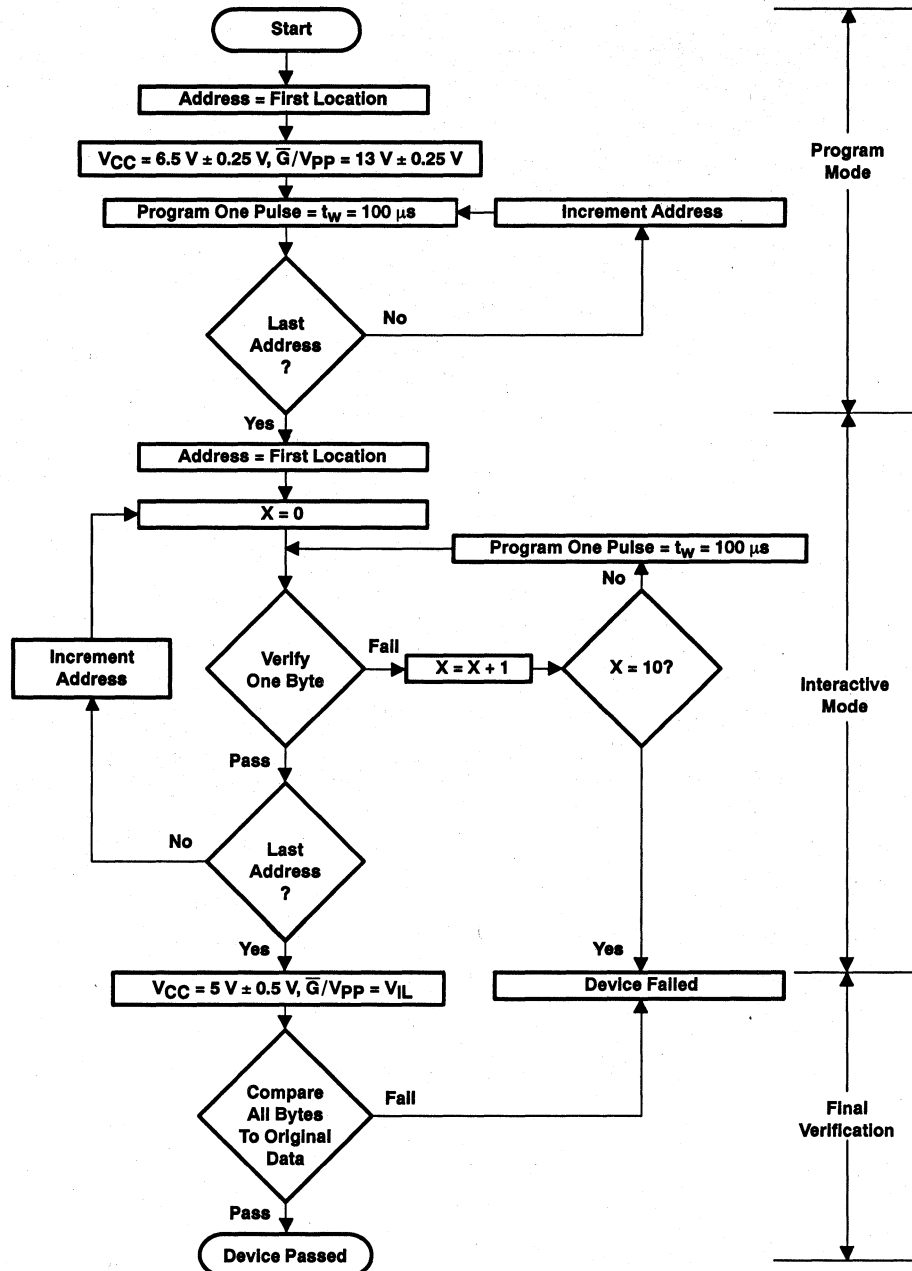 Start
Address = First Location
VCC = 6.5 V ± 0.25 V, G̅/VPP = 13 V ± 0.25 V
Program
Mode
Program One Pulse = tw = 100 μs
Increment Address
Last
Address
?
No
Yes
Address = First Location
X = 0
Program One Pulse = tw = 100 μs
No
Increment
Address
Verify
One Byte
Fail
X = X + 1
X = 10?
Interactive
Mode
Pass
No
Last
Address
?
Yes
Yes
VCC = 5 V ± 0.5 V, G̅/VPP = VIL
Device Failed
Compare
All Bytes
To Original
Data
Fail
Final
Verification
Pass
Device Passed